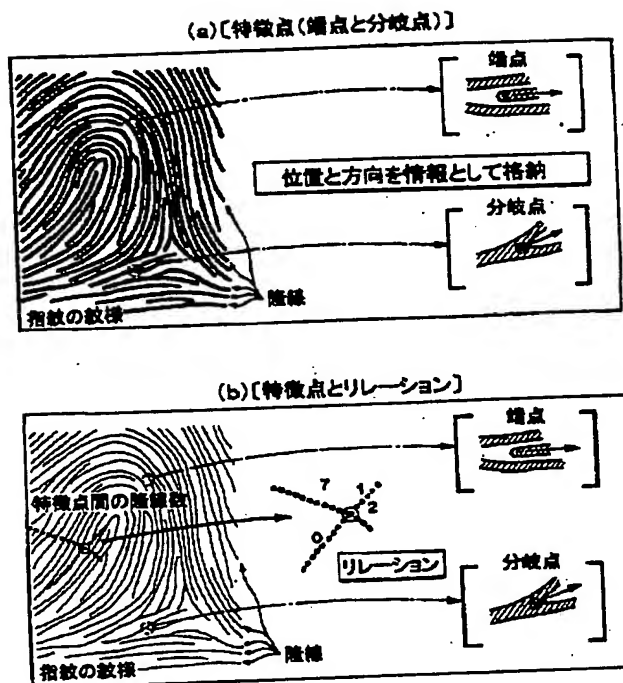 (a)[特徴点(端点と分岐点)]
端点
位置と方向を情報として格納
分岐点
隆線
指紋の紋様
(b)[特徴点とリレーション]
端点
特徴点間の隆線数
7
1
2
0
リレーション
分岐点
隆線
指紋の紋様